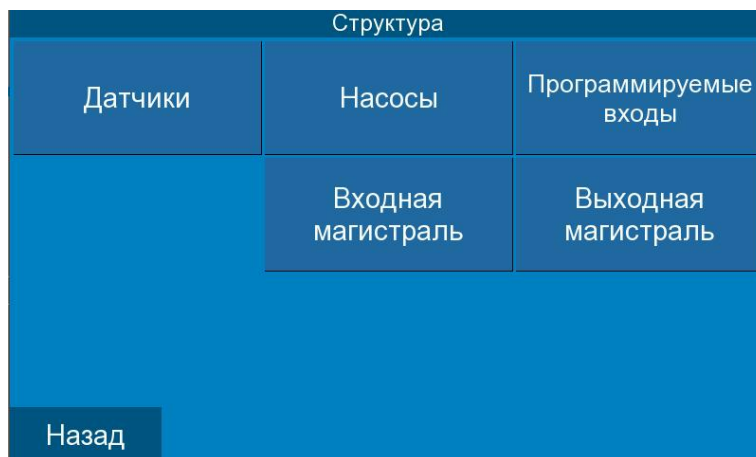 Структура
Датчики
Насосы
Программируемые
входы
Входная
магистраль
Выходная
магистраль
Назад